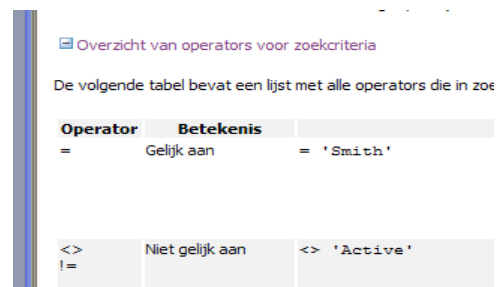 Overzicht van operators voor zoekcriteria
De volgende tabel bevat een lijst met alle operators die in
Operator Betekenis
= Gelijk aan = 'Smith'
<> Niet gelijk aan <> 'Active'
!=